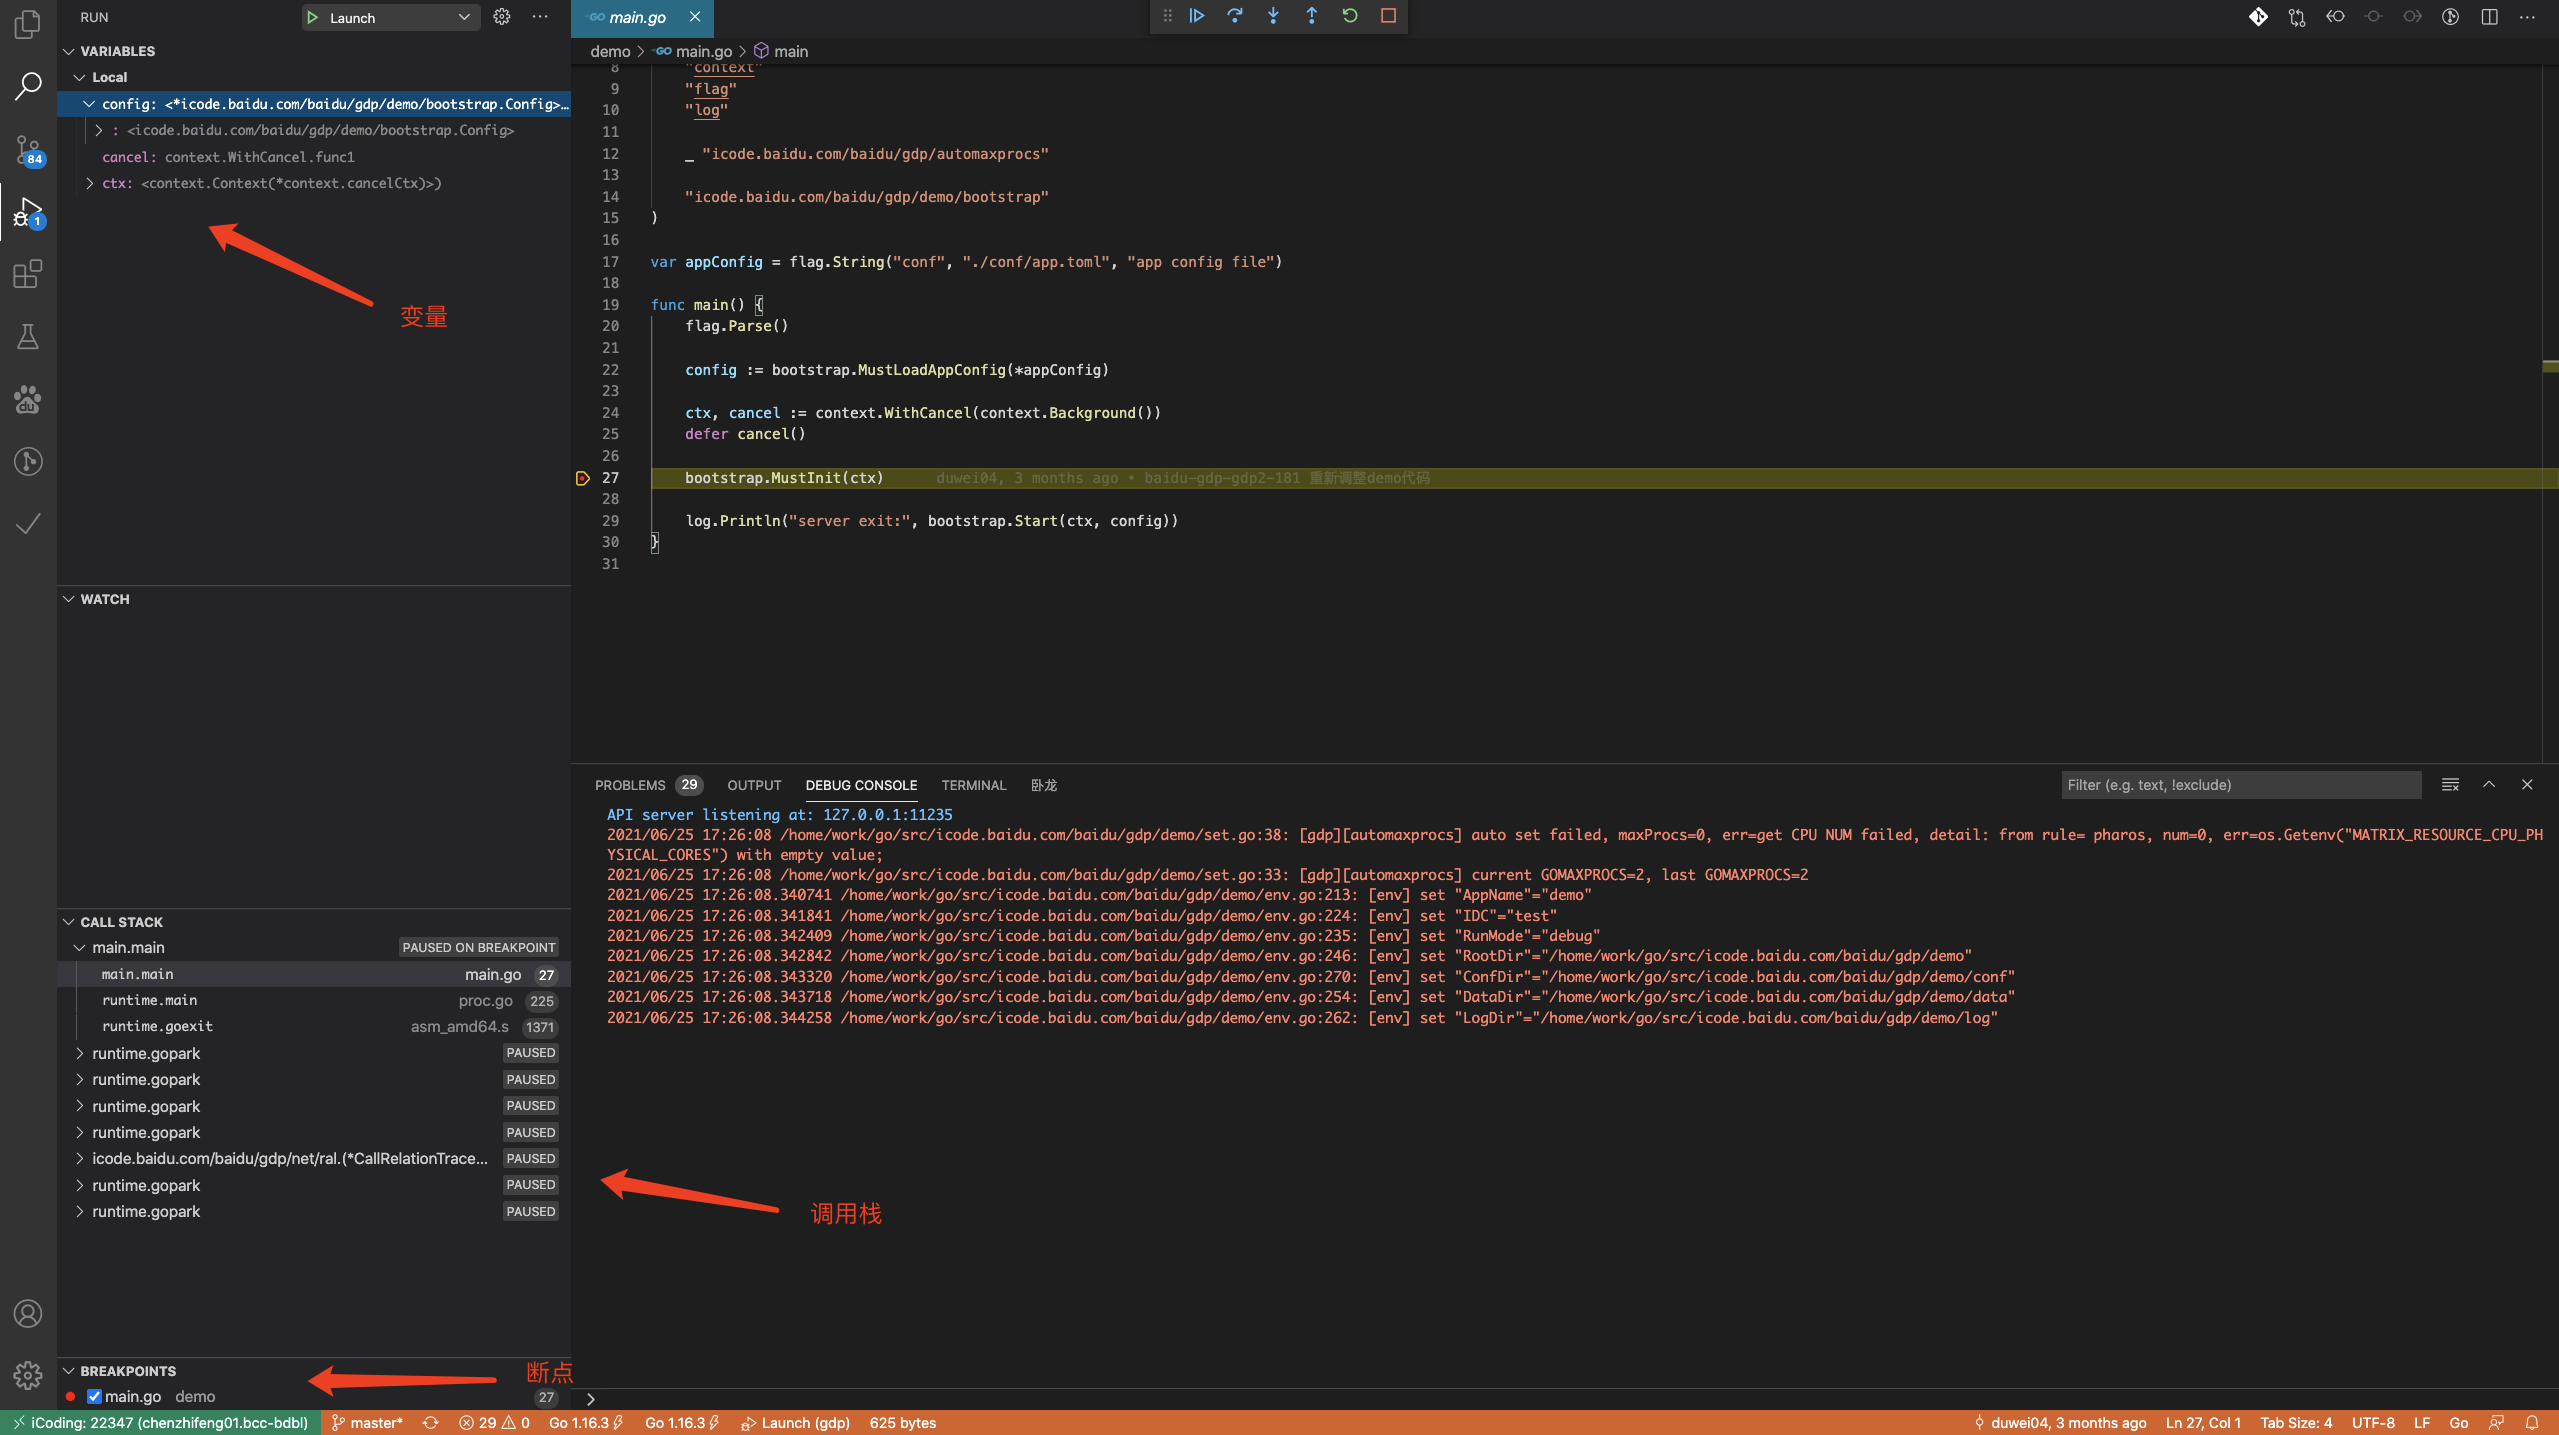 RUN
Launch
VARIABLES
Local
config: <*icode.baidu.com/baidu/gdp/demo/bootstrap.Config>…
: <icode.baidu.com/baidu/gdp/demo/bootstrap.Config>
cancel: context.WithCancel.func1
ctx: <context.Context(*context.cancelCtx)>)
变量
WATCH
CALL STACK
main.main PAUSED ON BREAKPOINT
main.main main.go 27
runtime.main proc.go 225
runtime.goexit asm_amd64.s 1371
runtime.gopark PAUSED
runtime.gopark PAUSED
runtime.gopark PAUSED
runtime.gopark PAUSED
icode.baidu.com/baidu/gdp/net/ral.(*CallRelationTrace... PAUSED
runtime.gopark PAUSED
runtime.gopark PAUSED
调用栈
BREAKPOINTS
断点
main.go demo 27
84
1
du
GO main.go
demo > GO main.go > main
8 "context"
9 "flag"
10 "log"
11
12 _ "icode.baidu.com/baidu/gdp/automaxprocs"
13
14 "icode.baidu.com/baidu/gdp/demo/bootstrap"
15 )
16
17 var appConfig = flag.String("conf", "./conf/app.toml", "app config file")
18
19 func main() {
20 flag.Parse()
21
22 config := bootstrap.MustLoadAppConfig(*appConfig)
23
24 ctx, cancel := context.WithCancel(context.Background())
25 defer cancel()
26
27 bootstrap.MustInit(ctx) duwei04, 3 months ago • baidu-gdp-gdp2-181 重新调整demo代码
28
29 log.Println("server exit:", bootstrap.Start(ctx, config))
30 }
31
PROBLEMS 29 OUTPUT DEBUG CONSOLE TERMINAL 卧龙 Filter (e.g. text, !exclude)
API server listening at: 127.0.0.1:11235
2021/06/25 17:26:08 /home/work/go/src/icode.baidu.com/baidu/gdp/demo/set.go:38: [gdp][automaxprocs] auto set failed, maxProcs=0, err=get CPU NUM failed, detail: from rule= pharos, num=0, err=os.Getenv("MATRIX_RESOURCE_CPU_PH
YSICAL_CORES") with empty value;
2021/06/25 17:26:08 /home/work/go/src/icode.baidu.com/baidu/gdp/demo/set.go:33: [gdp][automaxprocs] current GOMAXPROCS=2, last GOMAXPROCS=2
2021/06/25 17:26:08.340741 /home/work/go/src/icode.baidu.com/baidu/gdp/demo/env.go:213: [env] set "AppName"="demo"
2021/06/25 17:26:08.341841 /home/work/go/src/icode.baidu.com/baidu/gdp/demo/env.go:224: [env] set "IDC"="test"
2021/06/25 17:26:08.342409 /home/work/go/src/icode.baidu.com/baidu/gdp/demo/env.go:235: [env] set "RunMode"="debug"
2021/06/25 17:26:08.342842 /home/work/go/src/icode.baidu.com/baidu/gdp/demo/env.go:246: [env] set "RootDir"="/home/work/go/src/icode.baidu.com/baidu/gdp/demo"
2021/06/25 17:26:08.343320 /home/work/go/src/icode.baidu.com/baidu/gdp/demo/env.go:270: [env] set "ConfDir"="/home/work/go/src/icode.baidu.com/baidu/gdp/demo/conf"
2021/06/25 17:26:08.343718 /home/work/go/src/icode.baidu.com/baidu/gdp/demo/env.go:254: [env] set "DataDir"="/home/work/go/src/icode.baidu.com/baidu/gdp/demo/data"
2021/06/25 17:26:08.344258 /home/work/go/src/icode.baidu.com/baidu/gdp/demo/env.go:262: [env] set "LogDir"="/home/work/go/src/icode.baidu.com/baidu/gdp/demo/log"
iCoding: 22347 (chenzhifeng01.bcc-bdbl) master* 29 0 Go 1.16.3 Go 1.16.3 Launch (gdp) 625 bytes duwei04, 3 months ago Ln 27, Col 1 Tab Size: 4 UTF-8 LF Go